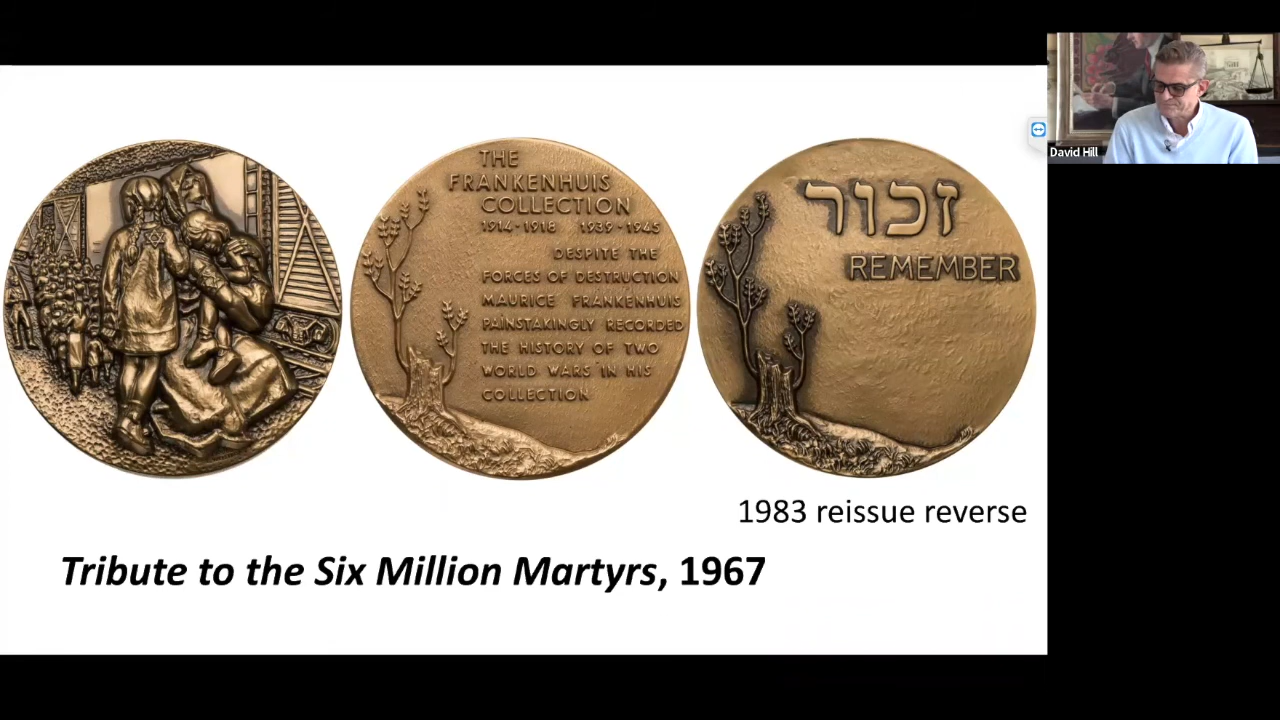 THE
FRANKENHUIS
COLLECTION
1914 · 1918 1939 · 1945
DESPITE THE
FORCES OF DESTRUCTION
MAURICE FRANKENHUIS
PAINSTAKINGLY RECORDED
THE HISTORY OF TWO
WORLD WARS IN HIS
COLLECTION
זכור
REMEMBER
1983 reissue reverse
Tribute to the Six Million Martyrs, 1967
David Hill